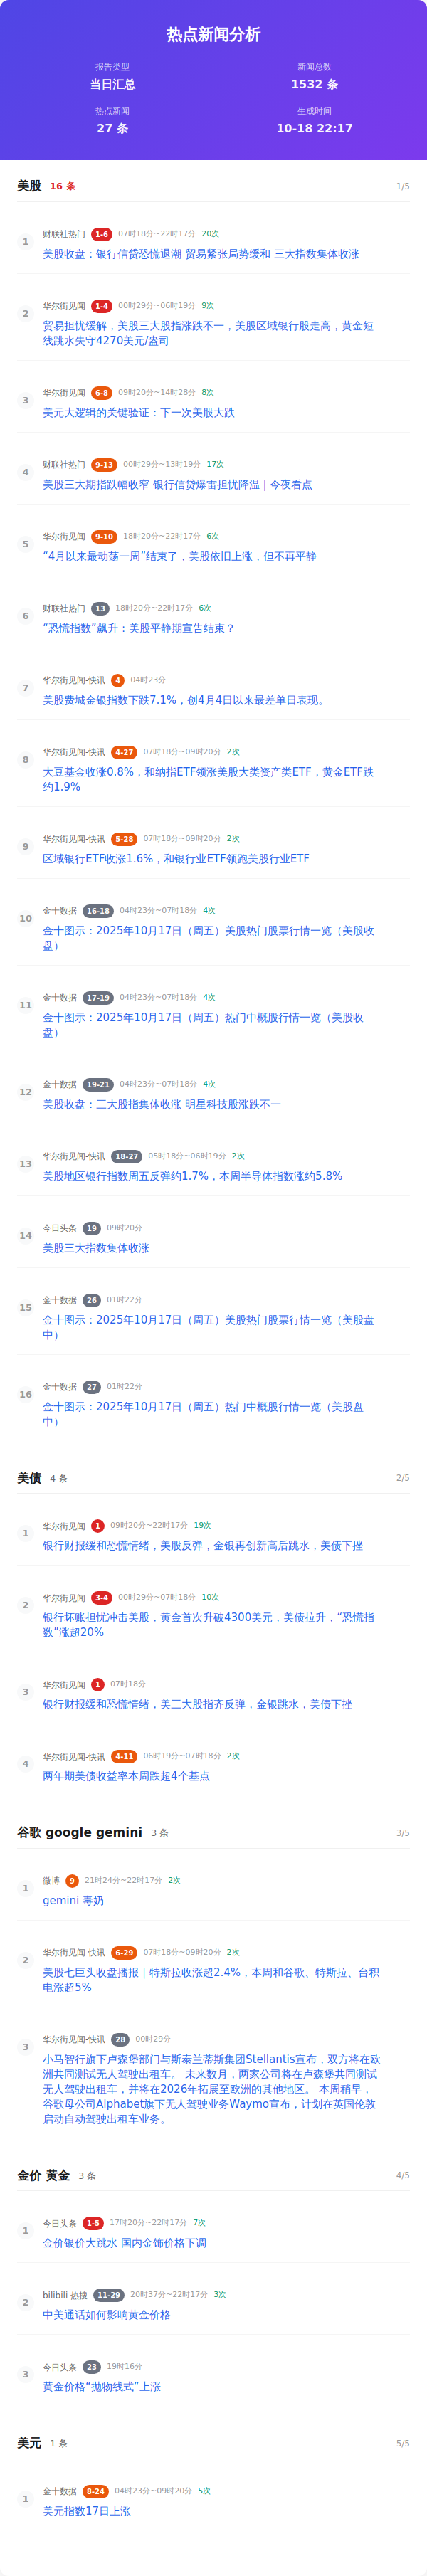 热点新闻分析
报告类型
当日汇总
新闻总数
1532 条
热点新闻
27 条
生成时间
10-18 22:17
美股 16 条 1/5
1
财联社热门 1-6 07时18分~22时17分 20次
美股收盘：银行信贷恐慌退潮 贸易紧张局势缓和 三大指数集体收涨
2
华尔街见闻 1-4 00时29分~06时19分 9次
贸易担忧缓解，美股三大股指涨跌不一，美股区域银行股走高，黄金短
线跳水失守4270美元/盎司
3
华尔街见闻 6-8 09时20分~14时28分 8次
美元大逻辑的关键验证：下一次美股大跌
4
财联社热门 9-13 00时29分~13时19分 17次
美股三大期指跌幅收窄 银行信贷爆雷担忧降温 | 今夜看点
5
华尔街见闻 9-10 18时20分~22时17分 6次
“4月以来最动荡一周”结束了，美股依旧上涨，但不再平静
6
财联社热门 13 18时20分~22时17分 6次
“恐慌指数”飙升：美股平静期宣告结束？
7
华尔街见闻-快讯 4 04时23分
美股费城金银指数下跌7.1%，创4月4日以来最差单日表现。
8
华尔街见闻-快讯 4-27 07时18分~09时20分 2次
大豆基金收涨0.8%，和纳指ETF领涨美股大类资产类ETF，黄金ETF跌
约1.9%
9
华尔街见闻-快讯 5-28 07时18分~09时20分 2次
区域银行ETF收涨1.6%，和银行业ETF领跑美股行业ETF
10
金十数据 16-18 04时23分~07时18分 4次
金十图示：2025年10月17日（周五）美股热门股票行情一览（美股收
盘）
11
金十数据 17-19 04时23分~07时18分 4次
金十图示：2025年10月17日（周五）热门中概股行情一览（美股收
盘）
12
金十数据 19-21 04时23分~07时18分 4次
美股收盘：三大股指集体收涨 明星科技股涨跌不一
13
华尔街见闻-快讯 18-27 05时18分~06时19分 2次
美股地区银行指数周五反弹约1.7%，本周半导体指数涨约5.8%
14
今日头条 19 09时20分
美股三大指数集体收涨
15
金十数据 26 01时22分
金十图示：2025年10月17日（周五）美股热门股票行情一览（美股盘
中）
16
金十数据 27 01时22分
金十图示：2025年10月17日（周五）热门中概股行情一览（美股盘
中）
美债 4 条 2/5
1
华尔街见闻 1 09时20分~22时17分 19次
银行财报缓和恐慌情绪，美股反弹，金银再创新高后跳水，美债下挫
2
华尔街见闻 3-4 00时29分~07时18分 10次
银行坏账担忧冲击美股，黄金首次升破4300美元，美债拉升，“恐慌指
数”涨超20%
3
华尔街见闻 1 07时18分
银行财报缓和恐慌情绪，美三大股指齐反弹，金银跳水，美债下挫
4
华尔街见闻-快讯 4-11 06时19分~07时18分 2次
两年期美债收益率本周跌超4个基点
谷歌 google gemini 3 条 3/5
1
微博 9 21时24分~22时17分 2次
gemini 毒奶
2
华尔街见闻-快讯 6-29 07时18分~09时20分 2次
美股七巨头收盘播报｜特斯拉收涨超2.4%，本周和谷歌、特斯拉、台积
电涨超5%
3
华尔街见闻-快讯 28 00时29分
小马智行旗下卢森堡部门与斯泰兰蒂斯集团Stellantis宣布，双方将在欧
洲共同测试无人驾驶出租车。 未来数月，两家公司将在卢森堡共同测试
无人驾驶出租车，并将在2026年拓展至欧洲的其他地区。 本周稍早，
谷歌母公司Alphabet旗下无人驾驶业务Waymo宣布，计划在英国伦敦
启动自动驾驶出租车业务。
金价 黄金 3 条 4/5
1
今日头条 1-5 17时20分~22时17分 7次
金价银价大跳水 国内金饰价格下调
2
bilibili 热搜 11-29 20时37分~22时17分 3次
中美通话如何影响黄金价格
3
今日头条 23 19时16分
黄金价格“抛物线式”上涨
美元 1 条 5/5
1
金十数据 8-24 04时23分~09时20分 5次
美元指数17日上涨